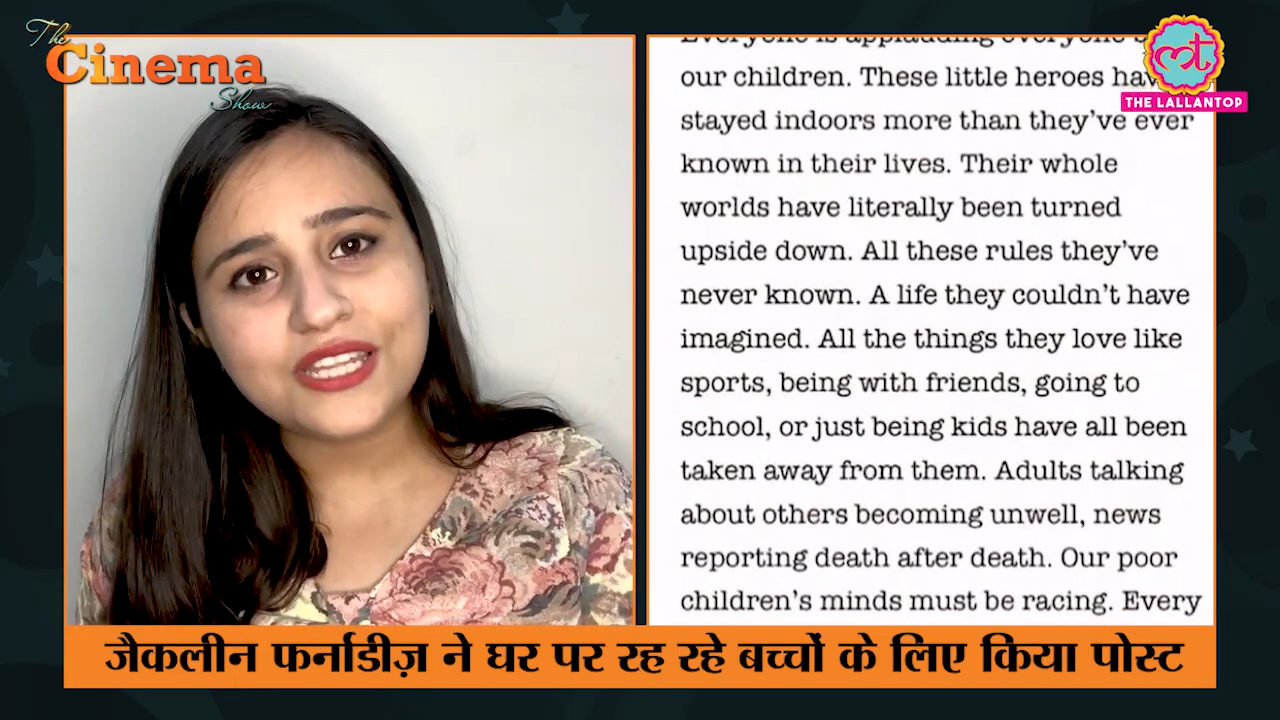 The
Cinema
Show
THE LALLANTOP
Everyone is applauding everyone
our children. These little heroes
stayed indoors more than they've ever
known in their lives. Their whole
worlds have literally been turned
upside down. All these rules they've
never known. A life they couldn't have
imagined. All the things they love like
sports, being with friends, going to
school, or just being kids have all been
taken away from them. Adults talking
about others becoming unwell, news
reporting death after death. Our poor
children's minds must be racing. Every
जैकलीन फर्नाडीज़ ने घर पर रह रहे बच्चों के लिए किया पोस्ट